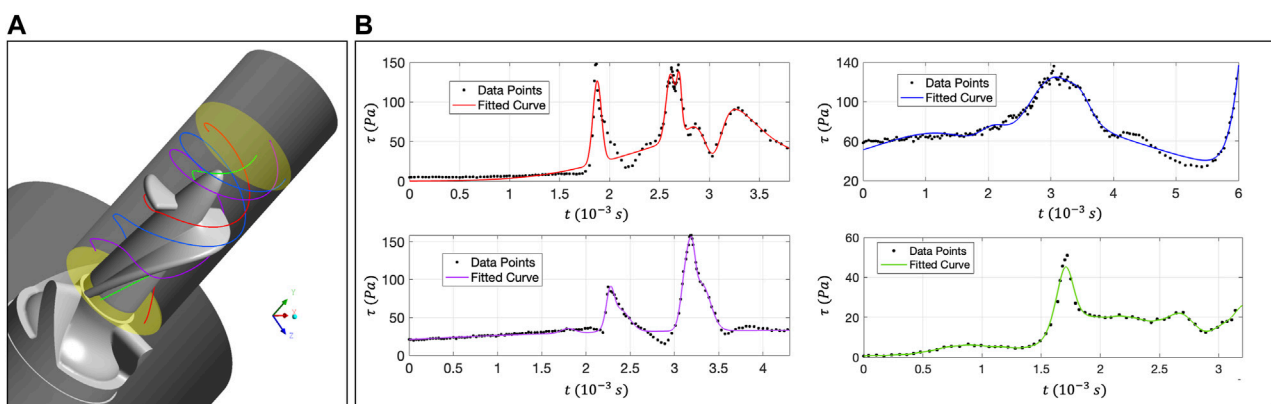 A
B
150
100
50
0
τ (Pa)
Data Points
Fitted Curve
0 0.5 1 1.5 2 2.5 3 3.5
t (10⁻³ s)
140
100
60
20
τ (Pa)
Data Points
Fitted Curve
0 1 2 3 4 5 6
t (10⁻³ s)
150
100
50
0
τ (Pa)
Data Points
Fitted Curve
0 0.5 1 1.5 2 2.5 3 3.5 4
t (10⁻³ s)
60
40
20
0
τ (Pa)
Data Points
Fitted Curve
0 0.5 1 1.5 2 2.5 3
t (10⁻³ s)
Y
X
Z